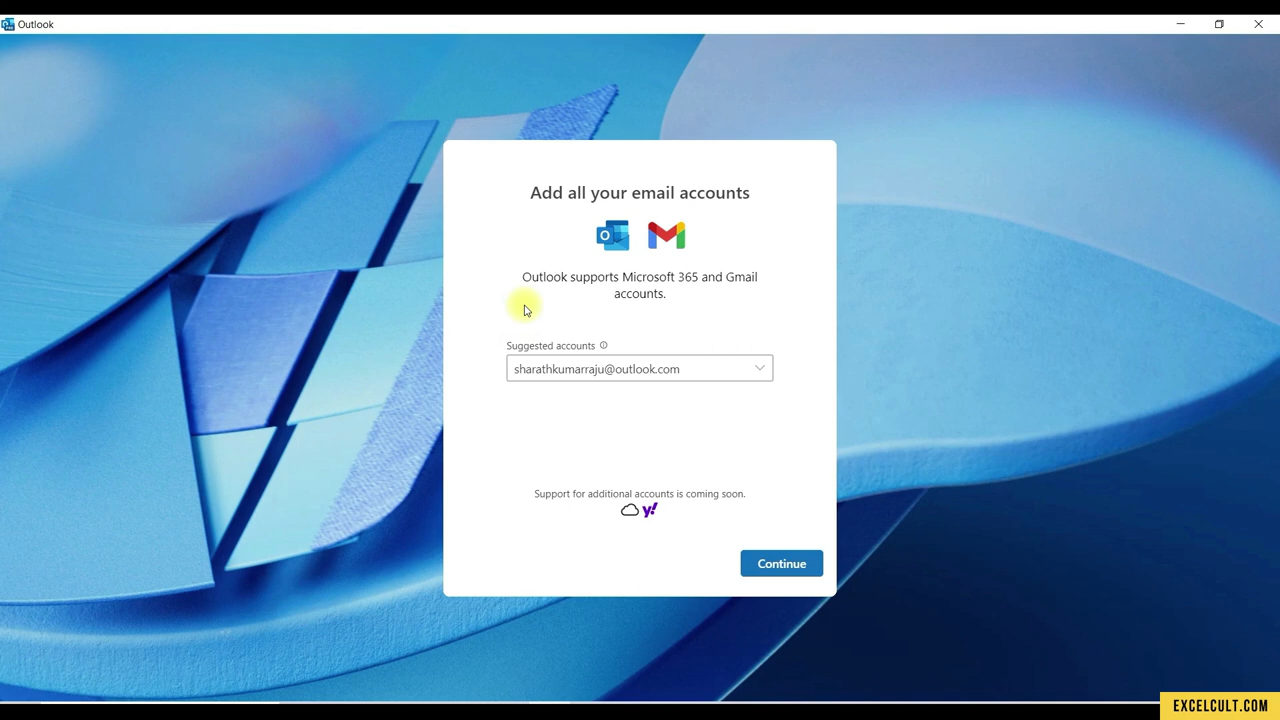 Outlook
Add all your email accounts
Outlook supports Microsoft 365 and Gmail
accounts.
Suggested accounts
sharathkumarraju@outlook.com
Support for additional accounts is coming soon.
y!
Continue
EXCELCULT.COM